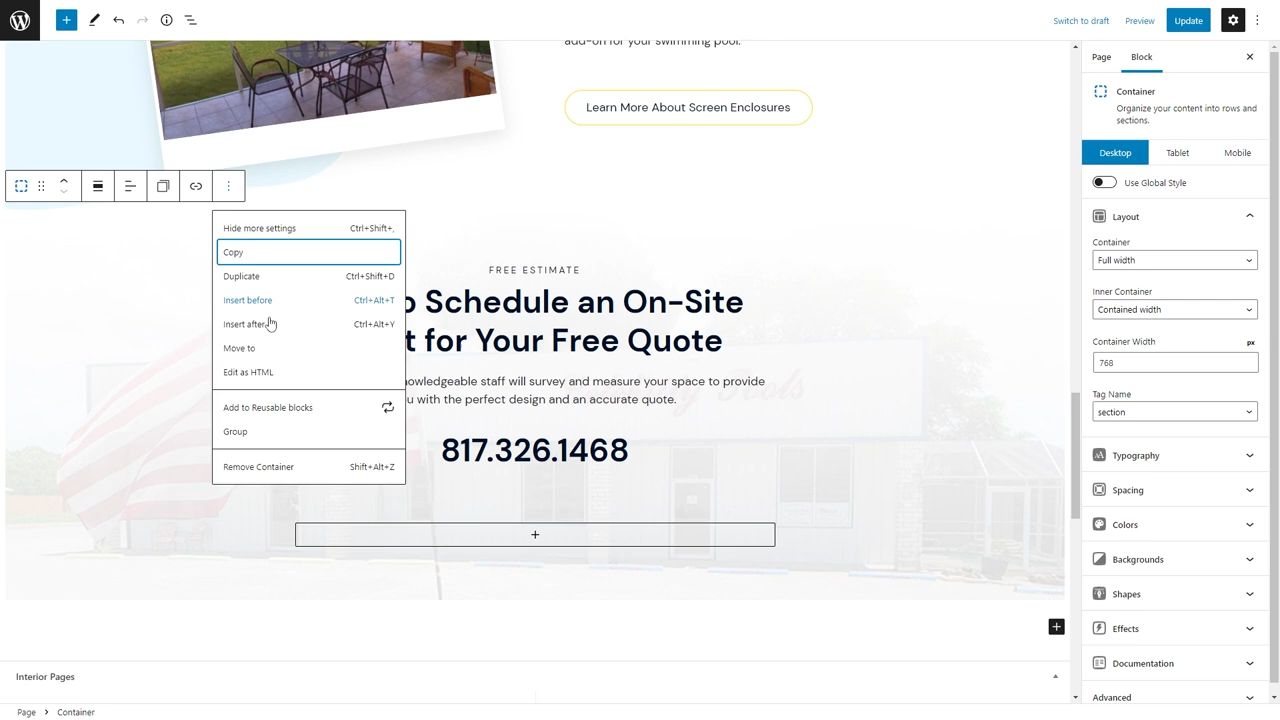 Switch to draft
Preview
Update
add-on for your swimming pool.
Learn More About Screen Enclosures
Hide more settings Ctrl+Shift+,
Copy
Duplicate Ctrl+Shift+D
Insert before Ctrl+Alt+T
Insert after Ctrl+Alt+Y
Move to
Edit as HTML
Add to Reusable blocks
Group
Remove Container Shift+Alt+Z
FREE ESTIMATE
Schedule an On-Site
for Your Free Quote
staff will survey and measure your space to provide
with the perfect design and an accurate quote.
817.326.1468
+
Interior Pages
Page > Container
Page
Block
Container
Organize your content into rows and
sections.
Desktop
Tablet
Mobile
Use Global Style
Layout
Container
Full width
Inner Container
Contained width
Container Width px
768
Tag Name
section
Typography
Spacing
Colors
Backgrounds
Shapes
Effects
Documentation
Advanced